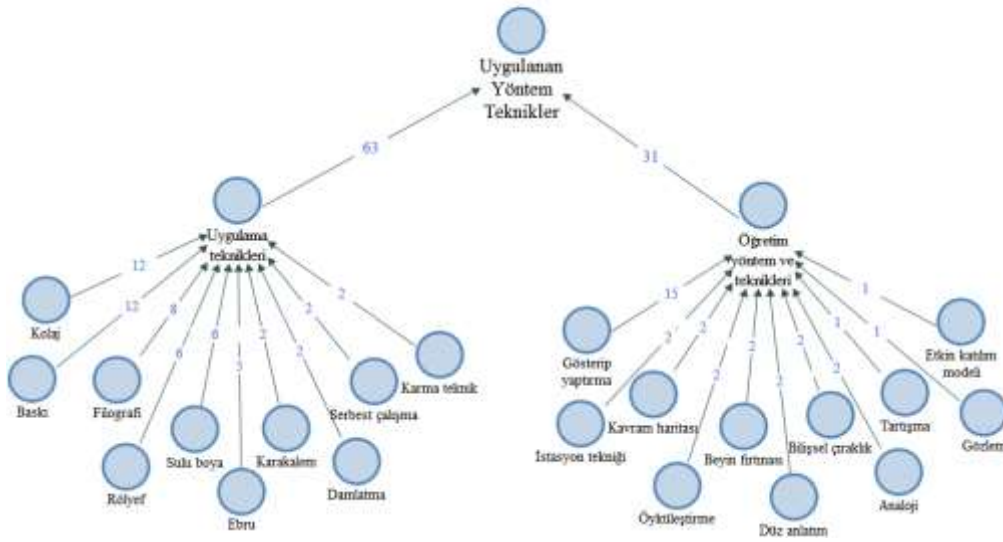 Uygulanan
Yöntem
Teknikler
63
31
Uygulama
teknikleri
Öğretim
yöntem ve
teknikleri
12
12
8
6
6
3
2
2
2
2
15
2
2
2
2
2
2
2
1
1
1
Kolaj
Baskı
Filografi
Rölyef
Sulu boya
Ebru
Karakalem
Damlatma
Serbest çalışma
Karma teknik
Gösterip
yaptırma
İstasyon tekniği
Kavram haritası
Öyküleştirme
Beyin fırtınası
Düz anlatım
Bilişsel çıraklık
Analoji
Tartışma
Gözlem
Etkin katılım
modeli